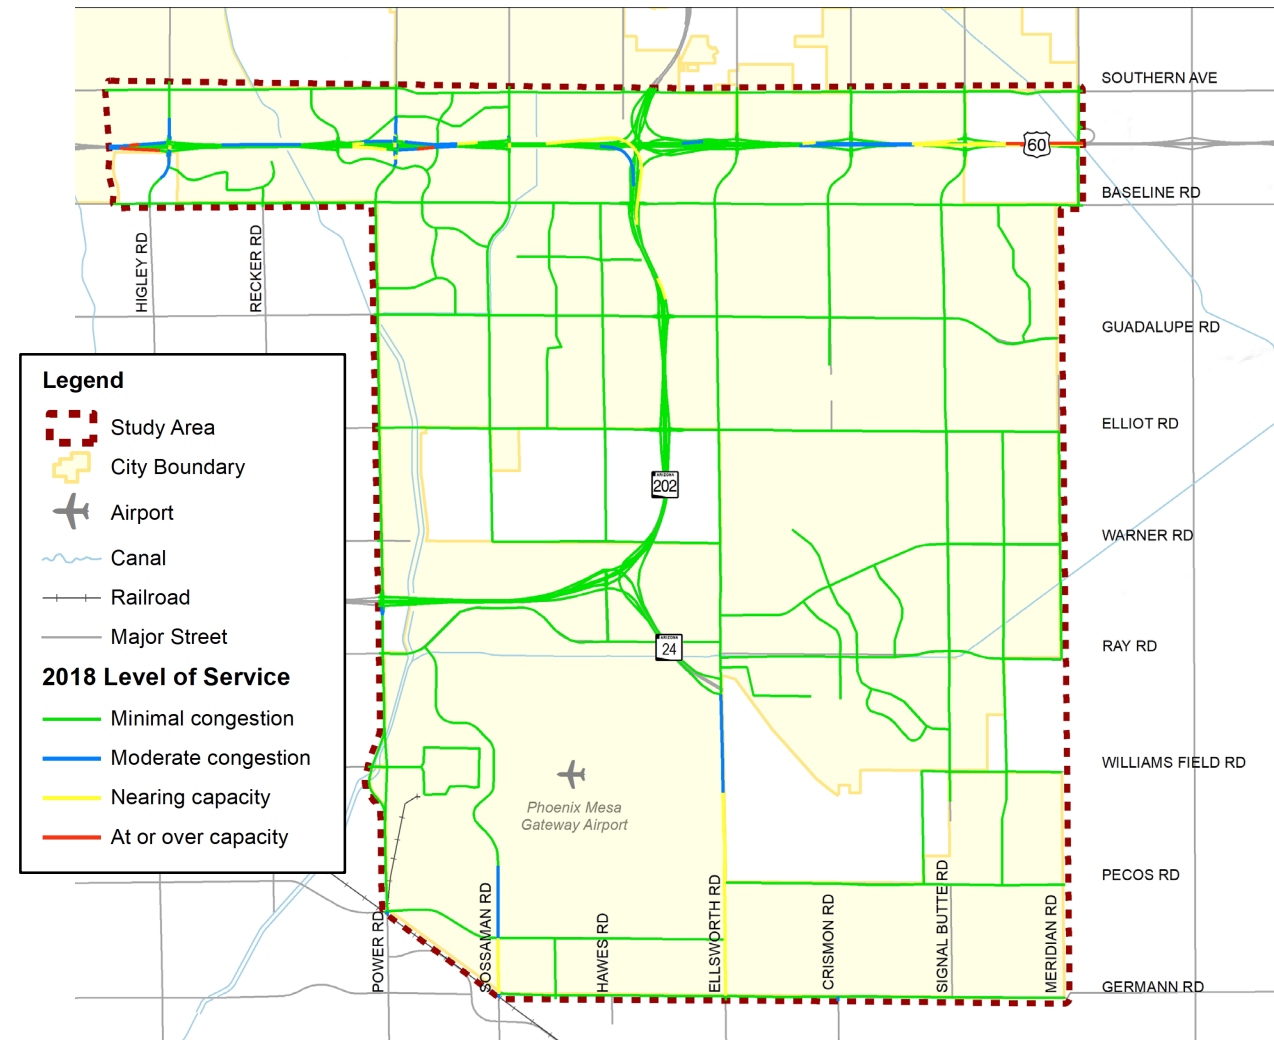 SOUTHERN AVE
60
BASELINE RD
HIGLEY RD
RECKER RD
GUADALUPE RD
Legend
Study Area
City Boundary
Airport
Canal
Railroad
Major Street
2018 Level of Service
Minimal congestion
Moderate congestion
Nearing capacity
At or over capacity
ELLIOT RD
ARIZONA
202
WARNER RD
ARIZONA
24
RAY RD
WILLIAMS FIELD RD
Phoenix Mesa
Gateway Airport
PECOS RD
POWER RD
SOSSAMAN RD
HAWES RD
ELLSWORTH RD
CRISMON RD
SIGNAL BUTTE RD
MERIDIAN RD
GERMANN RD